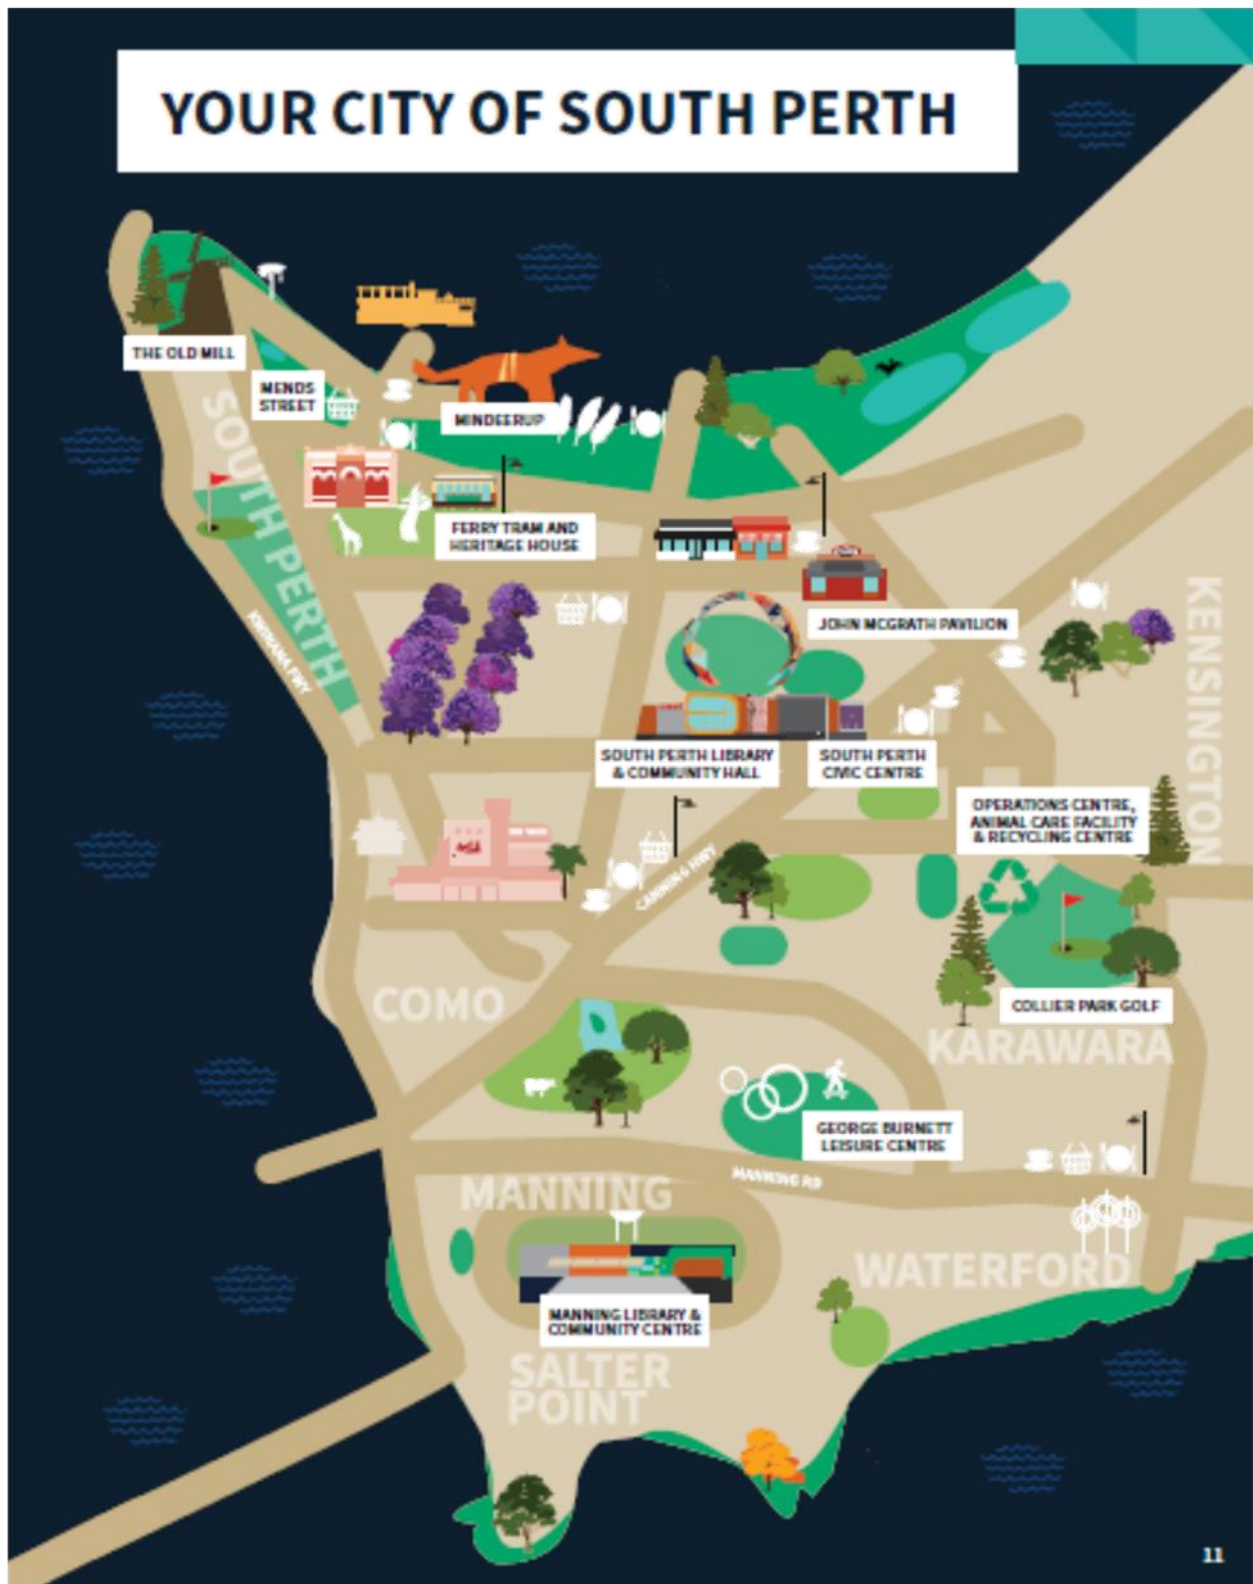 YOUR CITY OF SOUTH PERTH
THE OLD MILL
MENDS
STREET
MINDEERUP
SOUTH PERTH
FERRY TRAM AND
HERITAGE HOUSE
JOHN MCGRATH PAVILION
KENSINGTON
KWINANA FWY
SOUTH PERTH LIBRARY
& COMMUNITY HALL
SOUTH PERTH
CIVIC CENTRE
OPERATIONS CENTRE,
ANIMAL CARE FACILITY
& RECYCLING CENTRE
CANNING HWY
COMO
COLLIER PARK GOLF
KARAWARA
GEORGE BURNETT
LEISURE CENTRE
MANNING RD
MANNING
WATERFORD
MANNING LIBRARY &
COMMUNITY CENTRE
SALTER
POINT
11